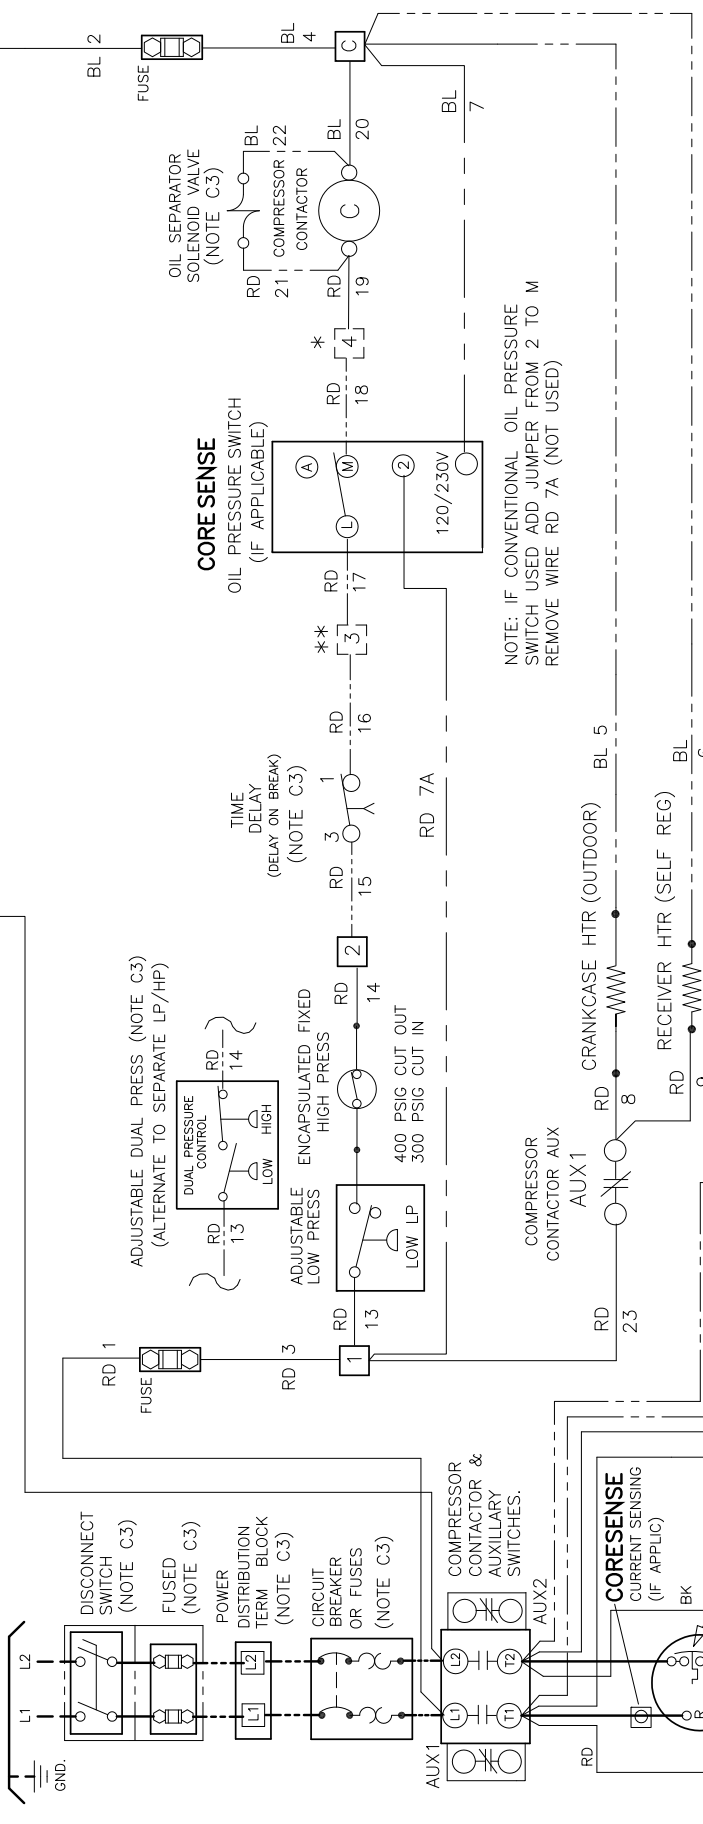 BL 2
FUSE
BL
4
C
BL
7
BL
20
OIL SEPARATOR
SOLENOID VALVE
(NOTE C3)
BL
22
COMPRESSOR
CONTACTOR
C
RD
21
RD
19
*
4
RD
18
CORE SENSE
OIL PRESSURE SWITCH
(IF APPLICABLE)
A
M
L
2
120/230V
NOTE: IF CONVENTIONAL OIL PRESSURE
SWITCH USED ADD JUMPER FROM 2 TO M
REMOVE WIRE RD 7A (NOT USED)
RD
17
**
3
RD
16
TIME
DELAY
(DELAY ON BREAK)
(NOTE C3)
3
1
RD
15
RD 7A
2
RD
14
BL 5
BL
CRANKCASE HTR (OUTDOOR)
RECEIVER HTR (SELF REG)
RD
8
RD
ADJUSTABLE DUAL PRESS (NOTE C3)
(ALTERNATE TO SEPARATE LP/HP)
RD
14
DUAL PRESSURE
CONTROL
LOW
HIGH
RD
13
ENCAPSULATED FIXED
HIGH PRESS
400 PSIG CUT OUT
300 PSIG CUT IN
ADJUSTABLE
LOW PRESS
LOW LP
RD
13
COMPRESSOR
CONTACTOR AUX
AUX1
RD
23
RD 1
FUSE
RD 3
1
L2
L1
GND.
DISCONNECT
SWITCH
(NOTE C3)
FUSED
(NOTE C3)
POWER
DISTRIBUTION
TERM BLOCK
(NOTE C3)
L2
L1
CIRCUIT
BREAKER
OR FUSES
(NOTE C3)
COMPRESSOR
CONTACTOR &
AUXILLARY
SWITCHES.
AUX2
L2
T2
L1
T1
AUX1
CORESENSE
CURRENT SENSING
(IF APPLIC)
BK
RD
R